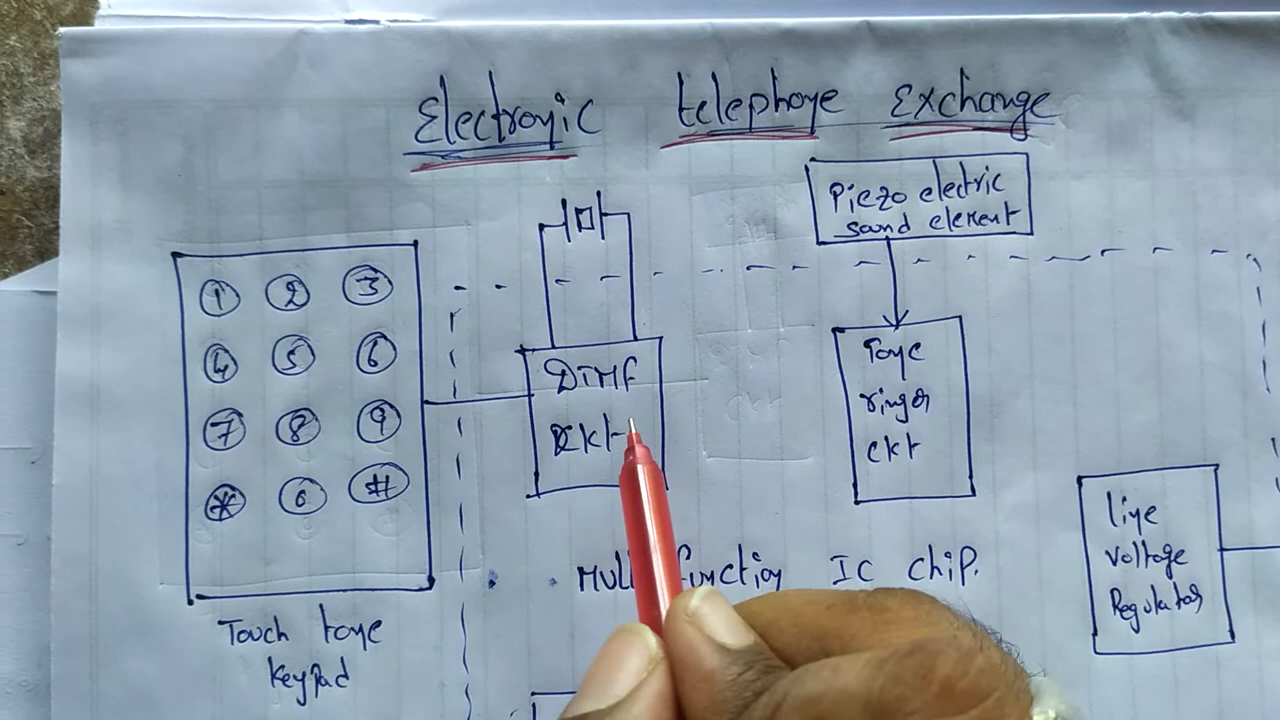 Electronic telephone Exchange
Piezo electric
sound element
1 2 3
4 5 6
7 8 9
* 0 #
DTMF
ckt
Tone
ringer
ckt
Multi function IC chip.
line
voltage
Regulator
Touch tone
keypad